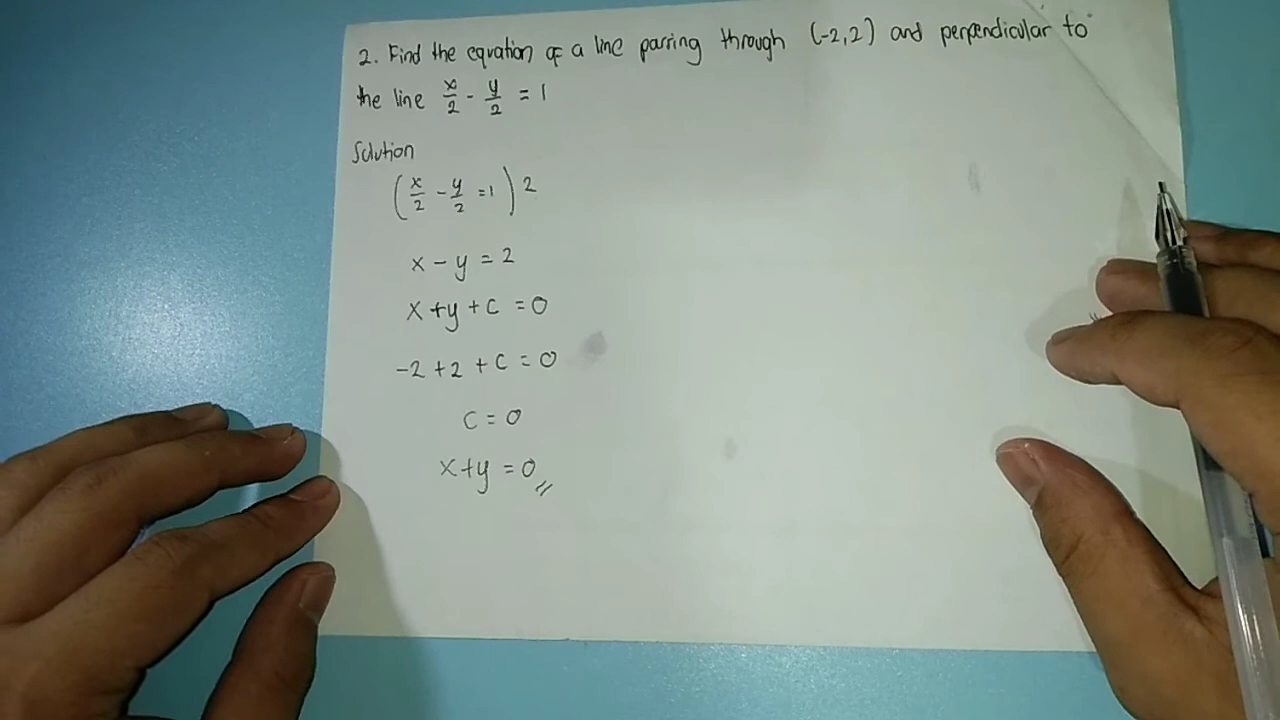 2. Find the equation of a line passing through (-2,2) and perpendicular to
the line x/2 - y/2 = 1
Solution
(x/2 - y/2 = 1) 2
x - y = 2
x + y + C = 0
-2 + 2 + C = 0
C = 0
x + y = 0 //